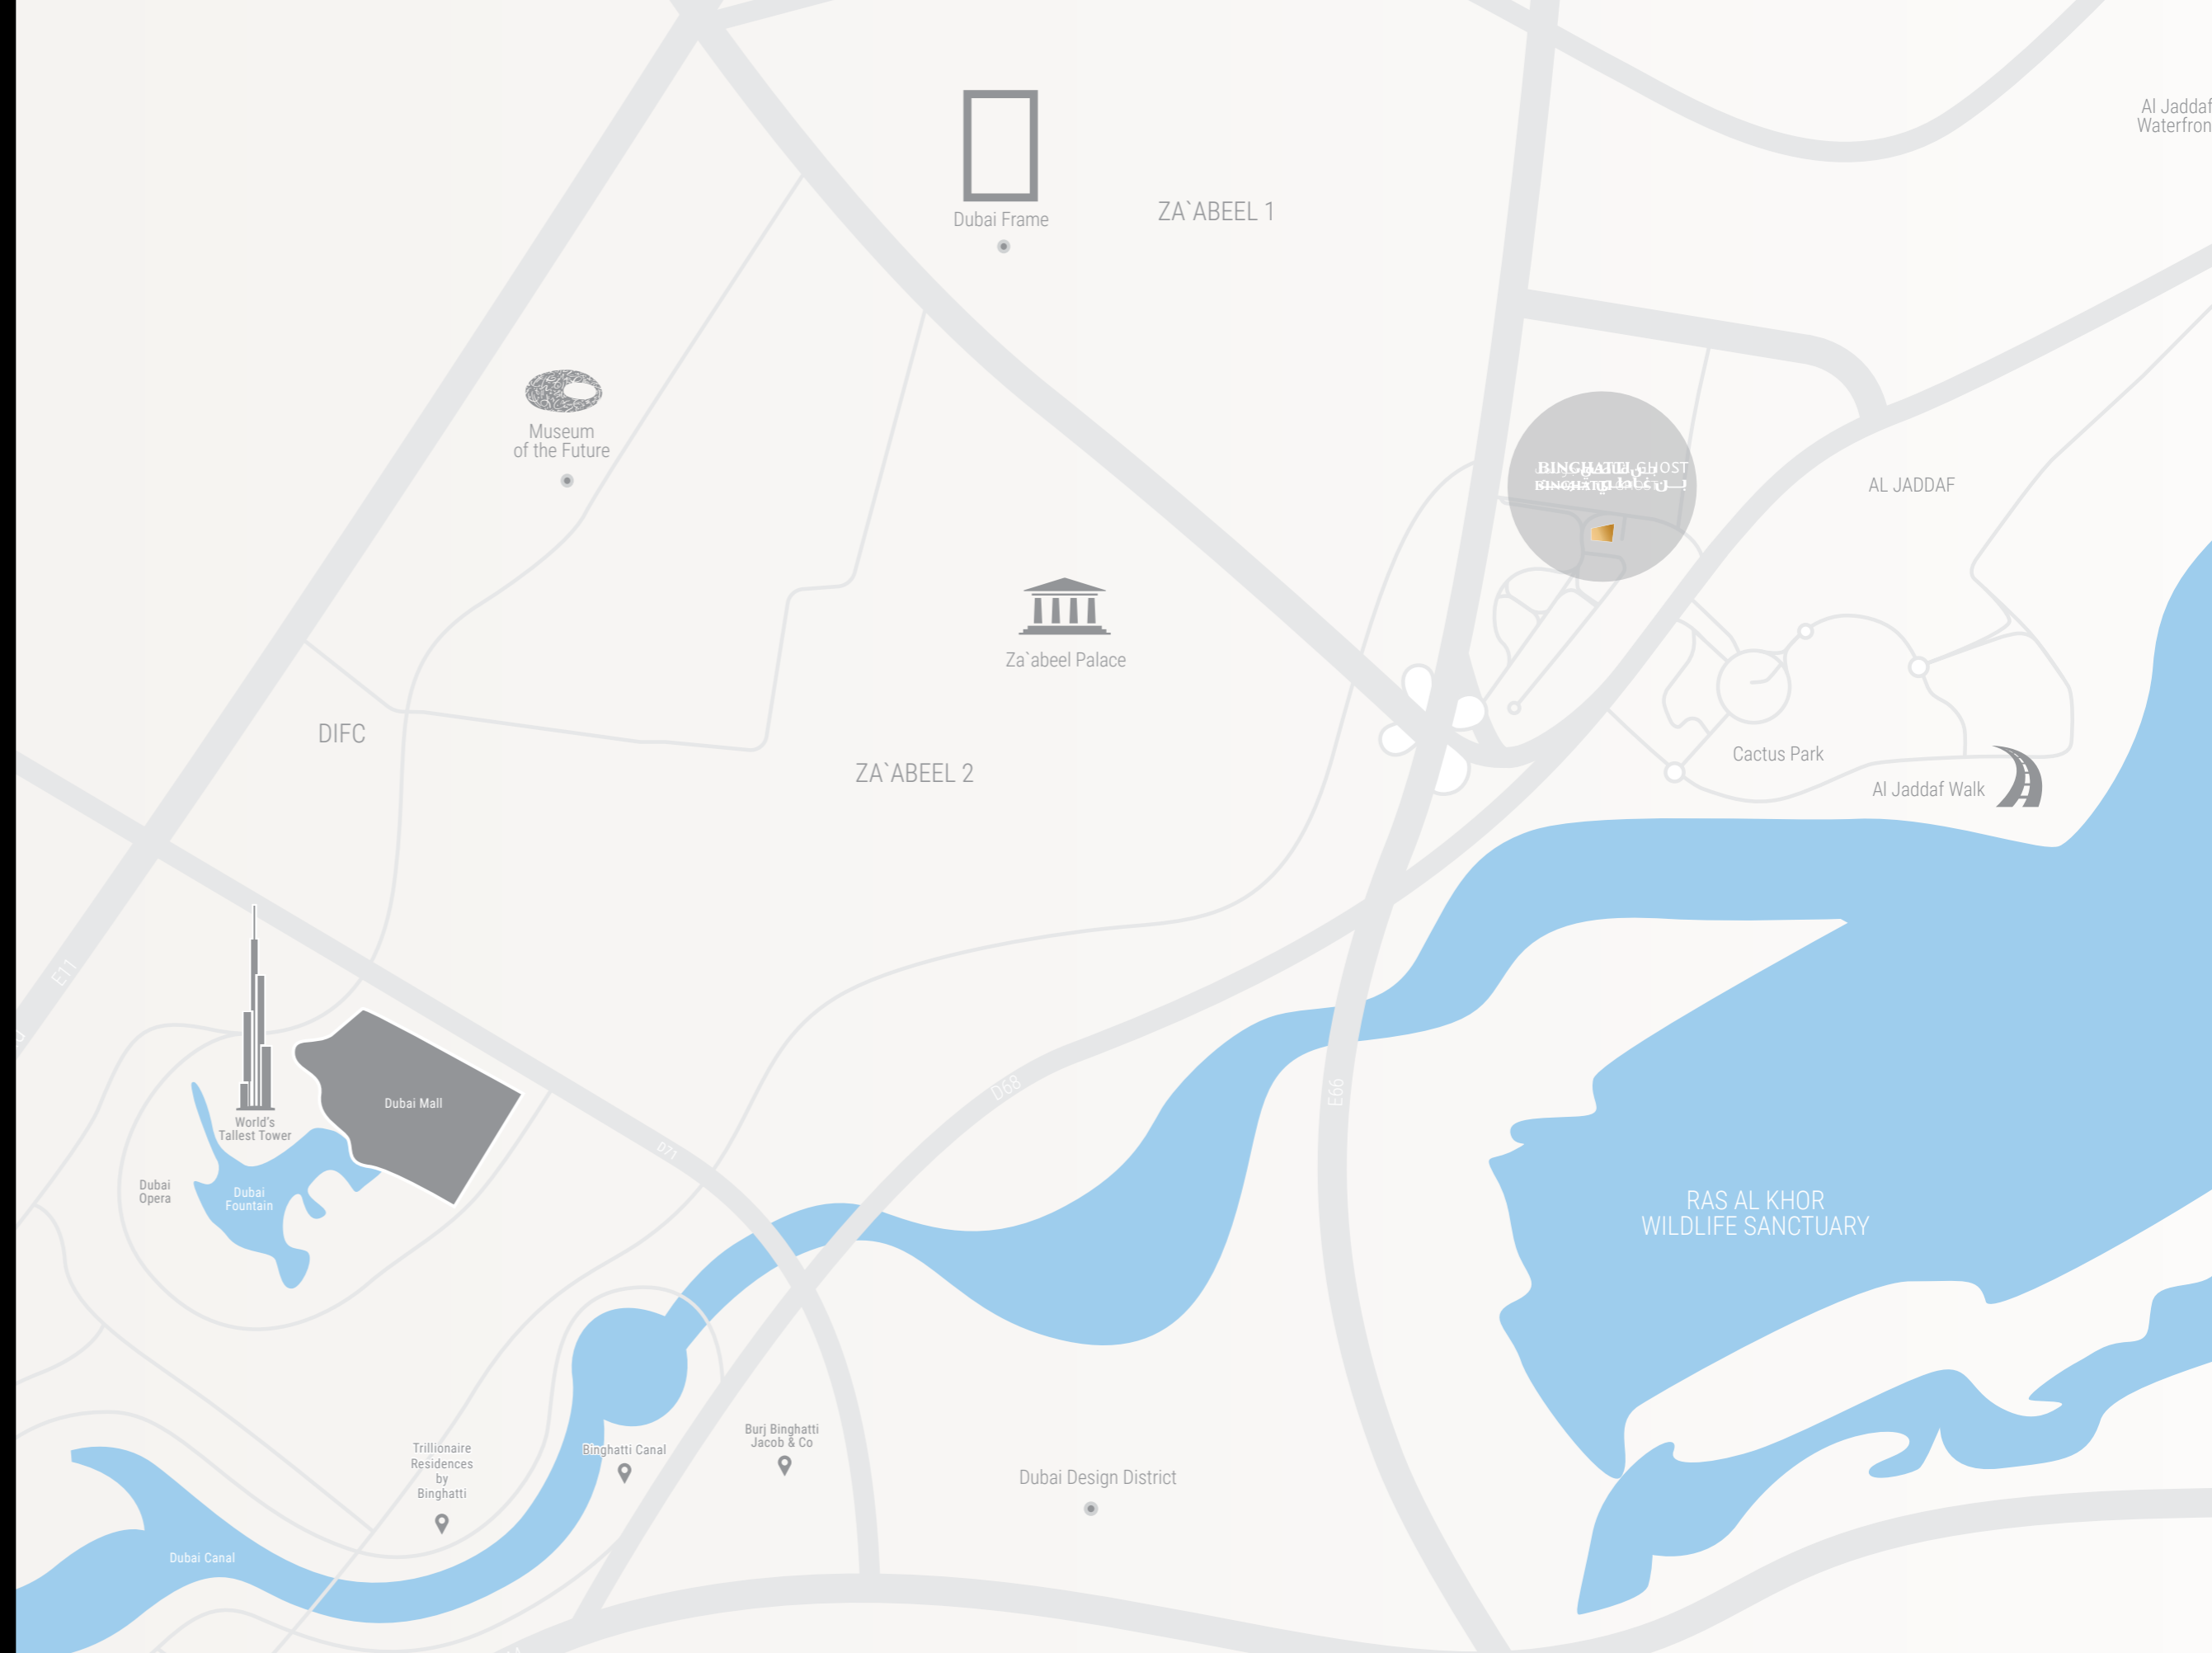 Al Jaddaf
Waterfron
Dubai Frame
ZA`ABEEL 1
Museum
of the Future
BINGHATTI GHOST
AL JADDAF
Za`abeel Palace
DIFC
ZA`ABEEL 2
Cactus Park
Al Jaddaf Walk
E11
Dubai Mall
D68
E66
World's
Tallest Tower
D71
Dubai
Opera
Dubai
Fountain
RAS AL KHOR
WILDLIFE SANCTUARY
Burj Binghatti
Jacob & Co
Trillionaire
Residences
by
Binghatti
Binghatti Canal
Dubai Design District
Dubai Canal